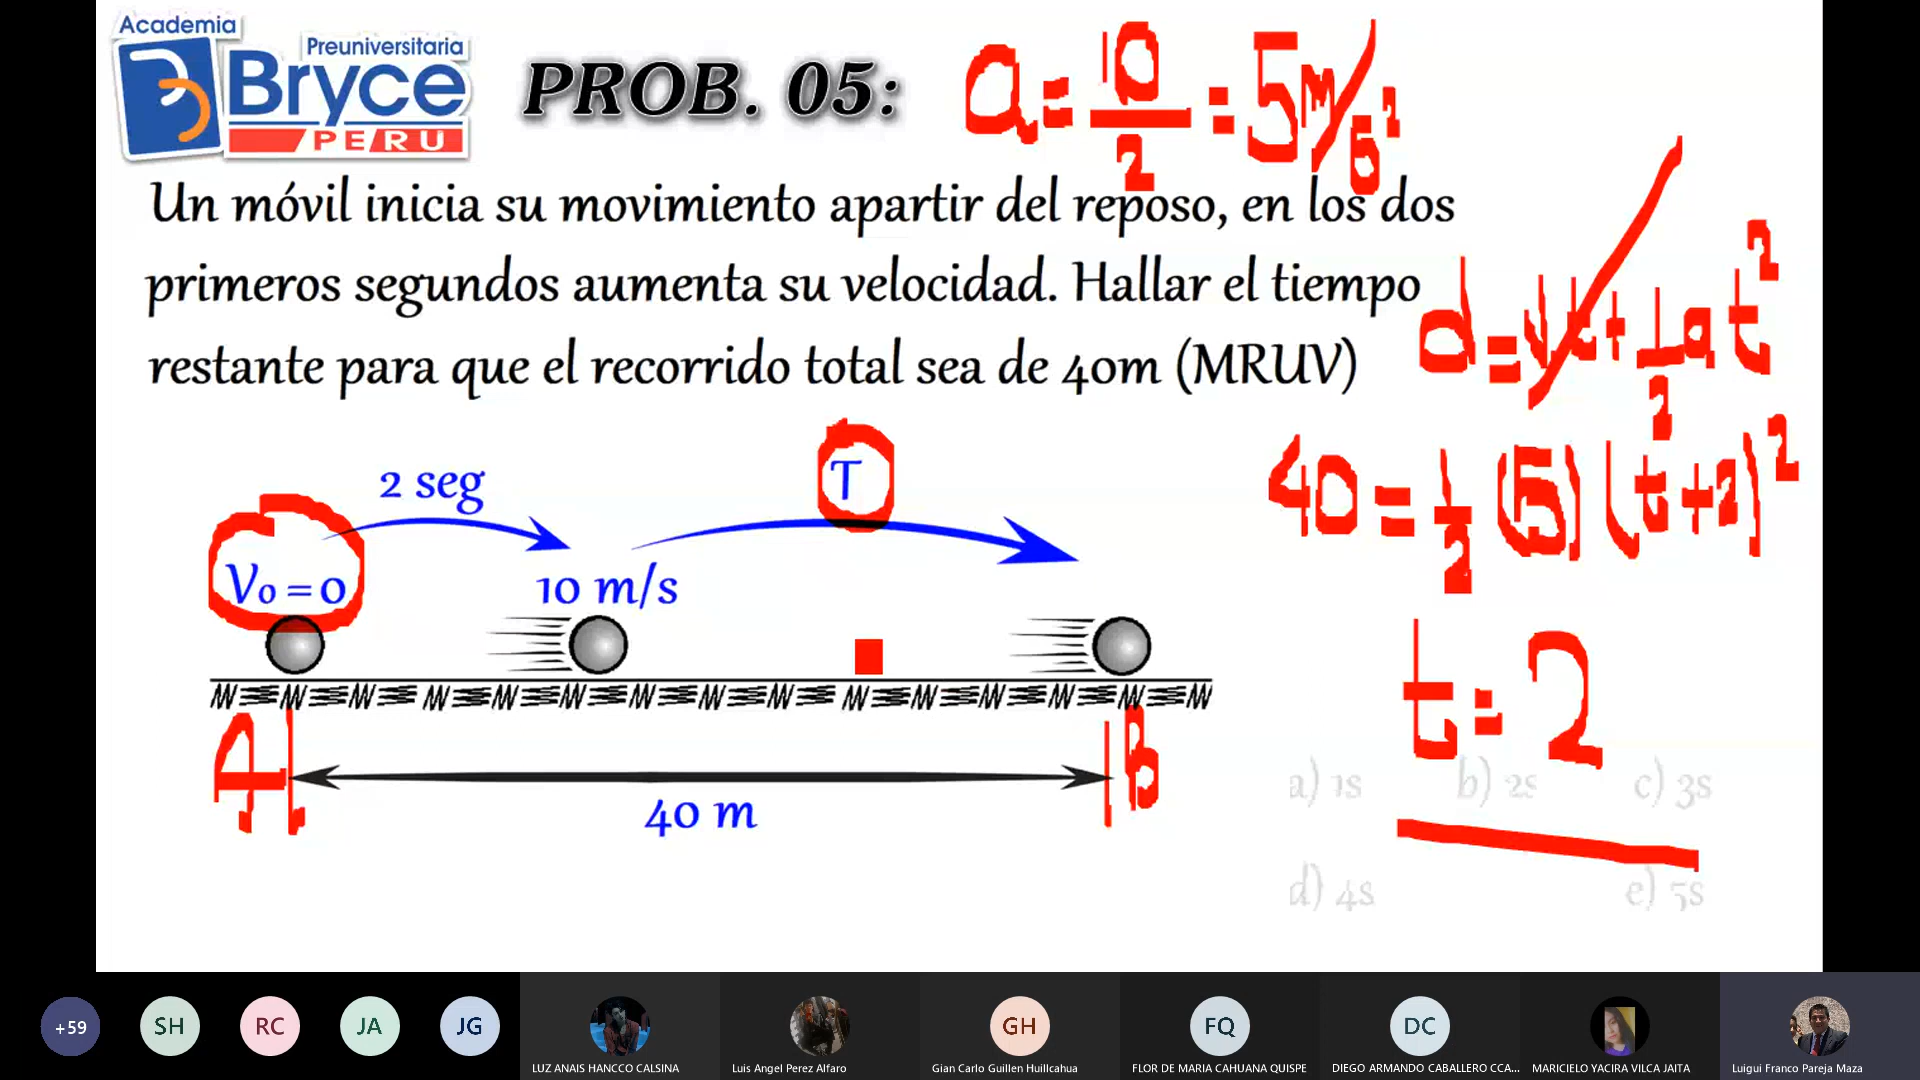 Academia
Preuniversitaria
Bryce
PERU
PROB. 05:
a = 10/2 = 5 m/s²
Un móvil inicia su movimiento apartir del reposo, en los dos
primeros segundos aumenta su velocidad. Hallar el tiempo
restante para que el recorrido total sea de 40m (MRUV)
d = Vt + 1/2 a t²
40 = 1/2 (5) (t+2)²
t = 2
2 seg
T
V₀ = 0
10 m/s
A
B
40 m
a) 1s b) 2s c) 3s
d) 4s e) 5s
+59
SH
RC
JA
JG
GH
FQ
DC
LUZ ANAIS HANCCO CALSINA
Luis Angel Perez Alfaro
Gian Carlo Guillen Huillcahua
FLOR DE MARIA CAHUANA QUISPE
DIEGO ARMANDO CABALLERO CCA...
MARICIELO YACIRA VILCA JAITA
Luigui Franco Pareja Maza